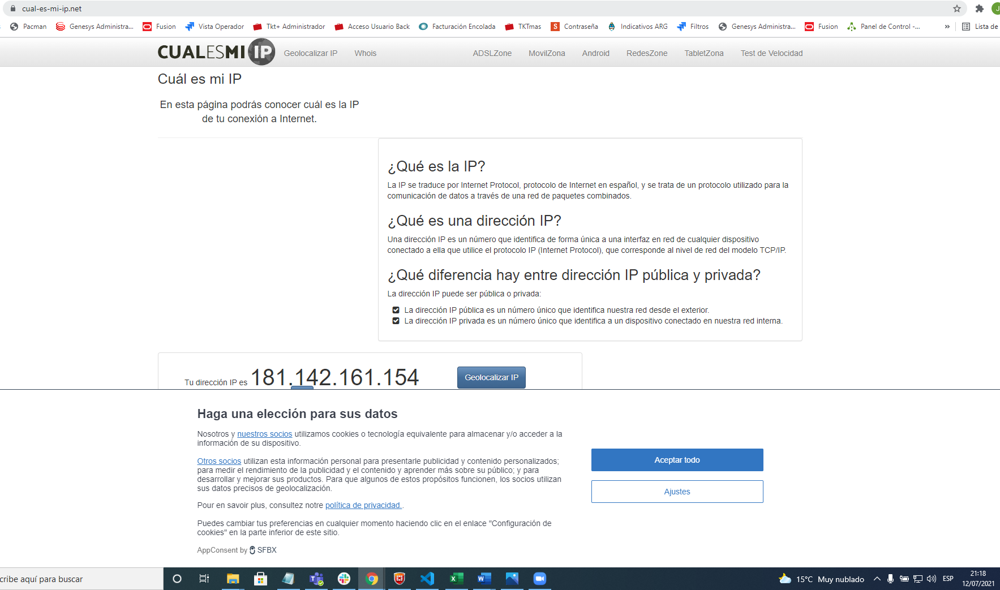 cual-es-mi-ip.net
Pacman Genesys Administra... Fusion Vista Operador Tkt+ Administrador Acceso Usuario Back Facturación Encolada TKTmas Contraseña Indicativos ARG Filtros Genesys Administra... Fusion Panel de Control -... » Lista de
CUALESMI IP Geolocalizar IP Whois ADSLZone MovilZona Android RedesZone TabletZona Test de Velocidad
Cuál es mi IP
En esta página podrás conocer cuál es la IP
de tu conexión a Internet.
¿Qué es la IP?
La IP se traduce por Internet Protocol, protocolo de Internet en español, y se trata de un protocolo utilizado para la
comunicación de datos a través de una red de paquetes combinados.
¿Qué es una dirección IP?
Una dirección IP es un número que identifica de forma única a una interfaz en red de cualquier dispositivo
conectado a ella que utilice el protocolo IP (Internet Protocol), que corresponde al nivel de red del modelo TCP/IP.
¿Qué diferencia hay entre dirección IP pública y privada?
La dirección IP puede ser pública o privada:
La dirección IP pública es un número único que identifica nuestra red desde el exterior.
La dirección IP privada es un número único que identifica a un dispositivo conectado en nuestra red interna.
Tu dirección IP es 181.142.161.154 Geolocalizar IP
Haga una elección para sus datos
Nosotros y nuestros socios utilizamos cookies o tecnología equivalente para almacenar y/o acceder a la
información de su dispositivo.
Otros socios utilizan esta información personal para presentarle publicidad y contenido personalizados;
para medir el rendimiento de la publicidad y el contenido y aprender más sobre su público; y para
desarrollar y mejorar sus productos. Para que algunos de estos propósitos funcionen, los socios utilizan
sus datos precisos de geolocalización.
Pour en savoir plus, consultez notre política de privacidad..
Puedes cambiar tus preferencias en cualquier momento haciendo clic en el enlace "Configuración de
cookies" en la parte inferior de este sitio.
AppConsent by SFBX
Aceptar todo
Ajustes
cribe aquí para buscar
15°C Muy nublado ESP
21:18
12/07/2021